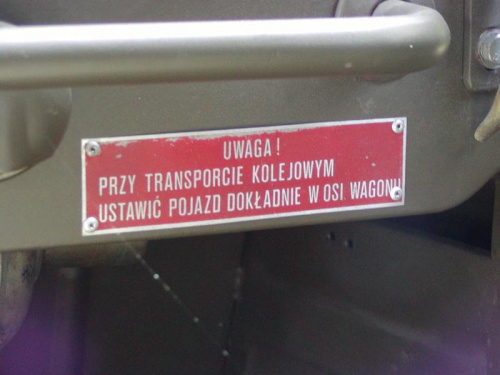 UWAGA!
PRZY TRANSPORCIE KOLEJOWYM
USTAWIĆ POJAZD DOKŁADNIE W OSI WAGONU